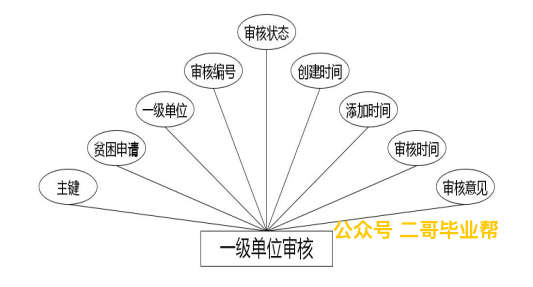 审核状态
审核编号
创建时间
一级单位
添加时间
贫困申请
审核时间
主键
审核意见
公众号 二哥毕业帮
一级单位审核